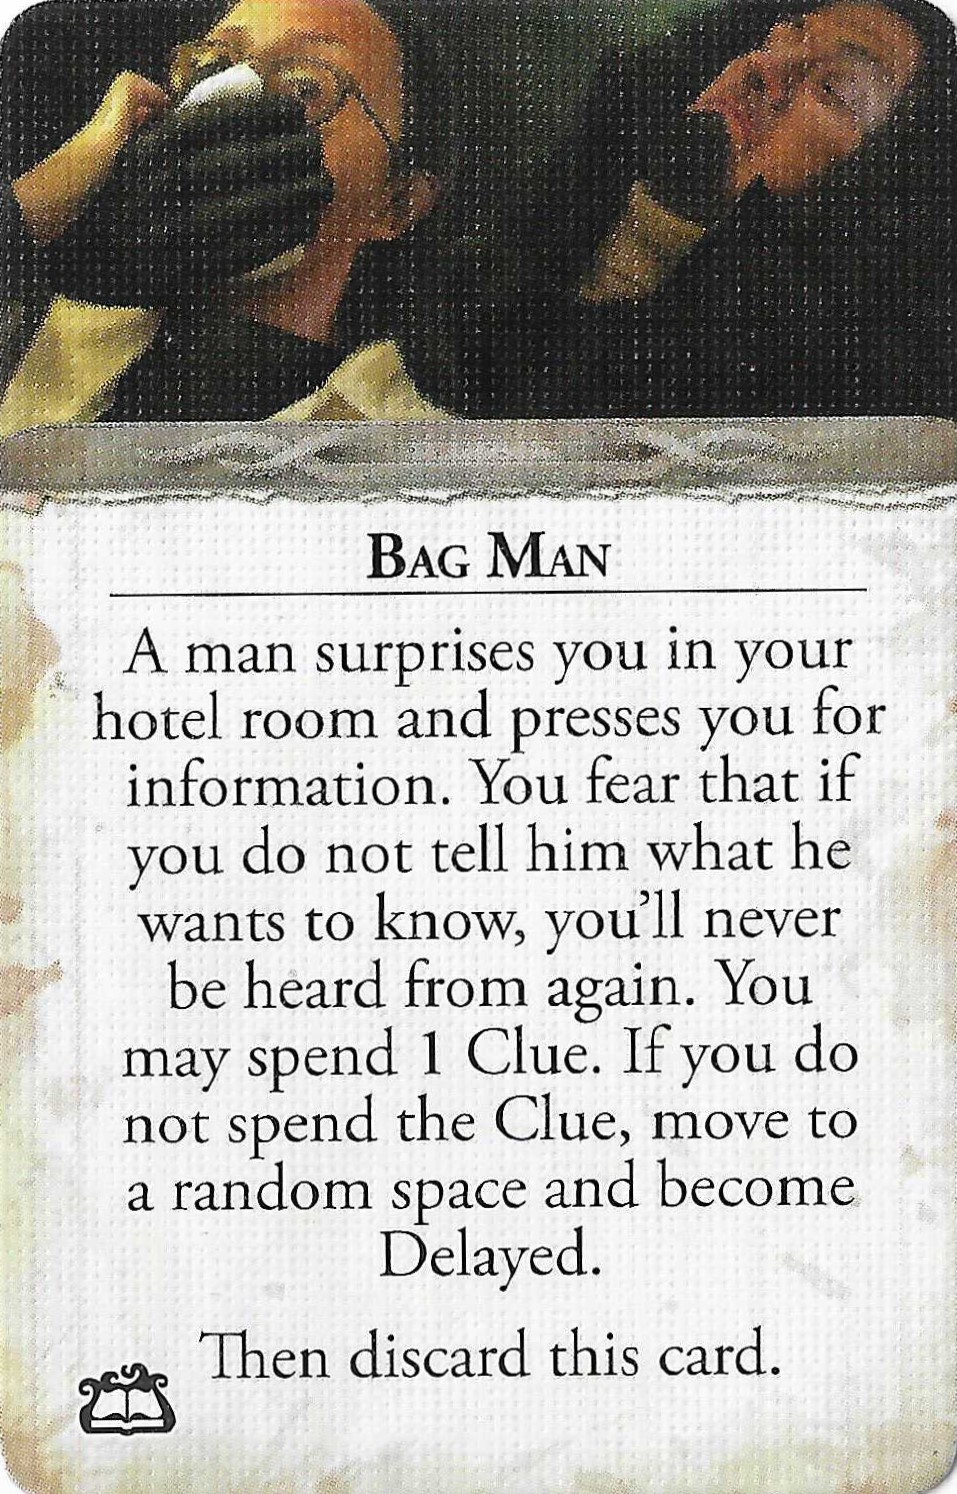 Bag Man
A man surprises you in your
hotel room and presses you for
information. You fear that if
you do not tell him what he
wants to know, you'll never
be heard from again. You
may spend 1 Clue. If you do
not spend the Clue, move to
a random space and become
Delayed.
Then discard this card.